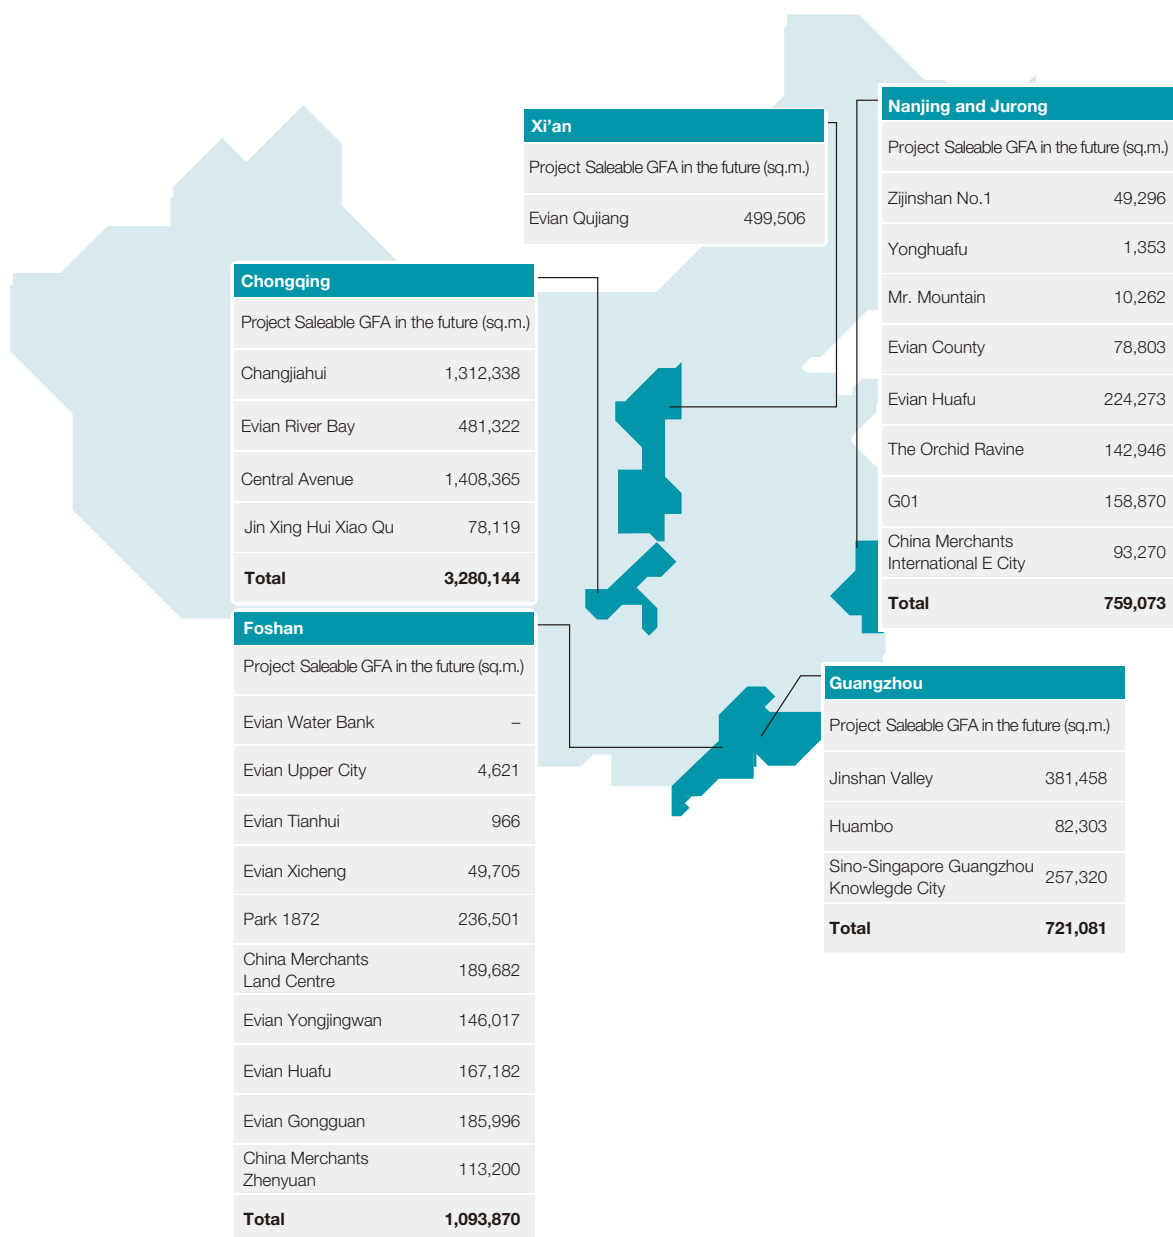 Xi’an
Project Saleable GFA in the future (sq.m.)
Evian Qujiang 499,506
Nanjing and Jurong
Project Saleable GFA in the future (sq.m.)
Zijinshan No.1 49,296
Yonghuafu 1,353
Mr. Mountain 10,262
Evian County 78,803
Evian Huafu 224,273
The Orchid Ravine 142,946
G01 158,870
China Merchants
International E City 93,270
Total 759,073
Chongqing
Project Saleable GFA in the future (sq.m.)
Changjiahui 1,312,338
Evian River Bay 481,322
Central Avenue 1,408,365
Jin Xing Hui Xiao Qu 78,119
Total 3,280,144
Foshan
Project Saleable GFA in the future (sq.m.)
Evian Water Bank –
Evian Upper City 4,621
Evian Tianhui 966
Evian Xicheng 49,705
Park 1872 236,501
China Merchants
Land Centre 189,682
Evian Yongjingwan 146,017
Evian Huafu 167,182
Evian Gongguan 185,996
China Merchants
Zhenyuan 113,200
Total 1,093,870
Guangzhou
Project Saleable GFA in the future (sq.m.)
Jinshan Valley 381,458
Huambo 82,303
Sino-Singapore Guangzhou
Knowlegde City 257,320
Total 721,081